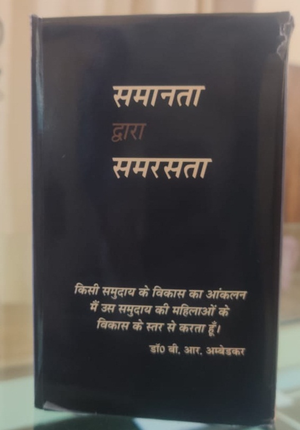 समानता
द्वारा
समरसता
किसी समुदाय के विकास का आंकलन
मैं उस समुदाय की महिलाओं के
विकास के स्तर से करता हूँ।
डॉ0 बी. आर. अम्बेडकर